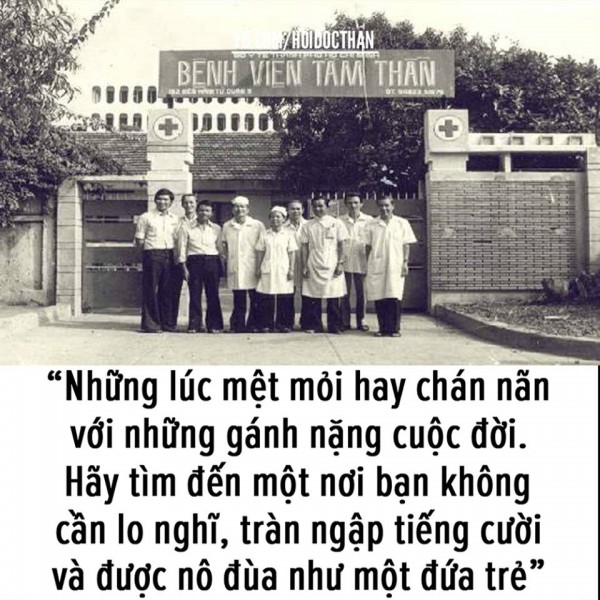 /HOIDOCTHAN
BỆNH VIỆN TÂM THẦN
“Những lúc mệt mỏi hay chán nãn
với những gánh nặng cuộc đời.
Hãy tìm đến một nơi bạn không
cần lo nghĩ, tràn ngập tiếng cười
và được nô đùa như một đứa trẻ”